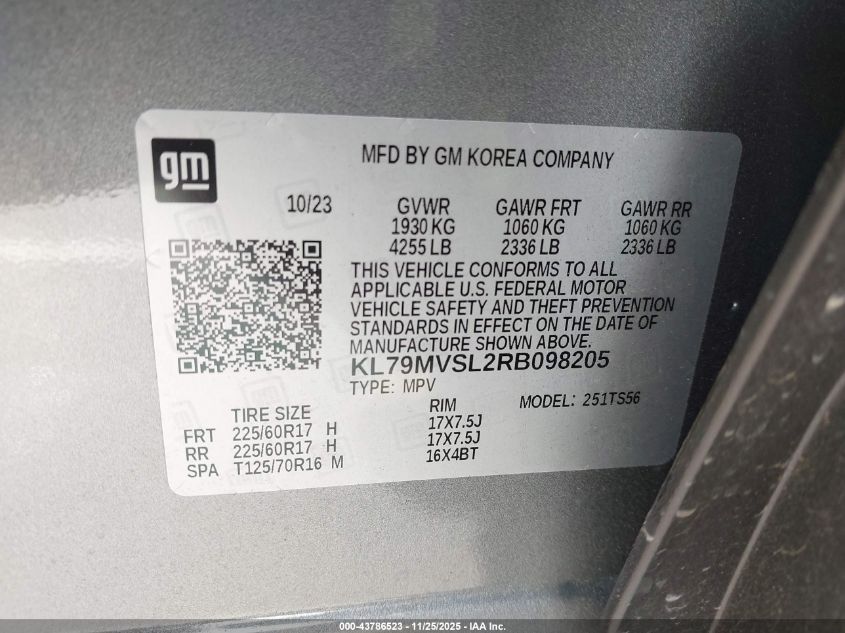 gm
MFD BY GM KOREA COMPANY
10/23 GVWR GAWR FRT GAWR RR
1930 KG 1060 KG 1060 KG
4255 LB 2336 LB 2336 LB
THIS VEHICLE CONFORMS TO ALL
APPLICABLE U.S. FEDERAL MOTOR
VEHICLE SAFETY AND THEFT PREVENTION
STANDARDS IN EFFECT ON THE DATE OF
MANUFACTURE SHOWN ABOVE.
KL79MVSL2RB098205
TYPE: MPV MODEL: 251TS56
TIRE SIZE RIM
FRT 225/60R17 H 17X7.5J
RR 225/60R17 H 17X7.5J
SPA T125/70R16 M 16X4BT
000-43786523 — 11/25/2025 — IAA Inc.